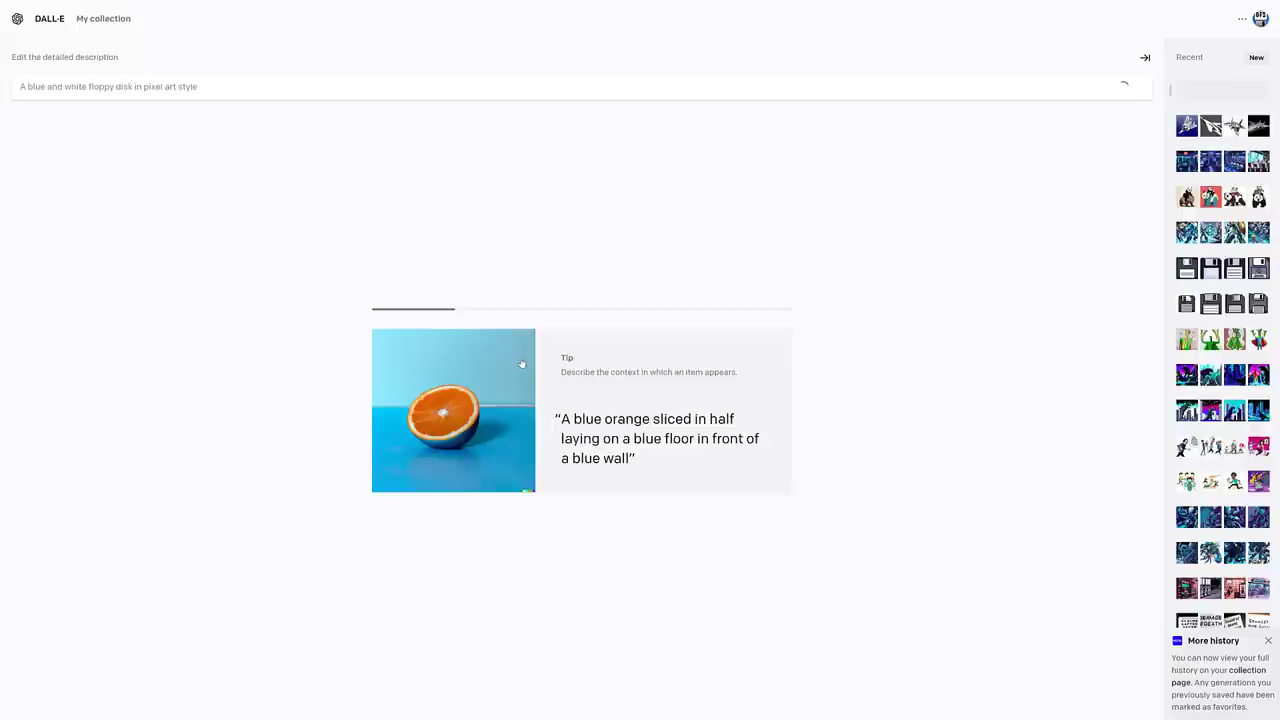 DALL·E
My collection
Edit the detailed description
A blue and white floppy disk in pixel art style
Recent
New
Tip
Describe the context in which an item appears.
“A blue orange sliced in half
laying on a blue floor in front of
a blue wall”
More history
You can now view your full
history on your collection
page. Any generations you
previously saved have been
marked as favorites.